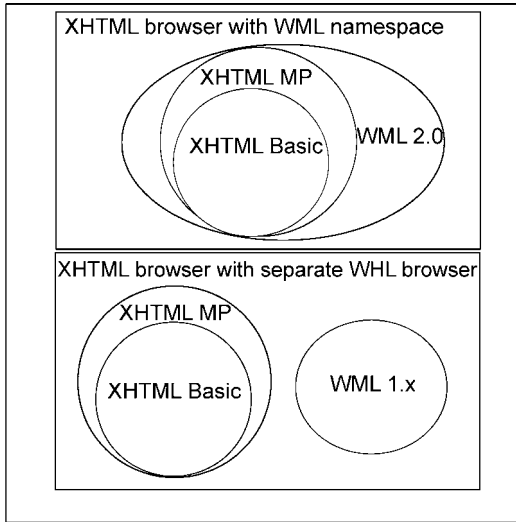 XHTML browser with WML namespace
XHTML MP
XHTML Basic
WML 2.0
XHTML browser with separate WHL browser
XHTML MP
XHTML Basic
WML 1.x